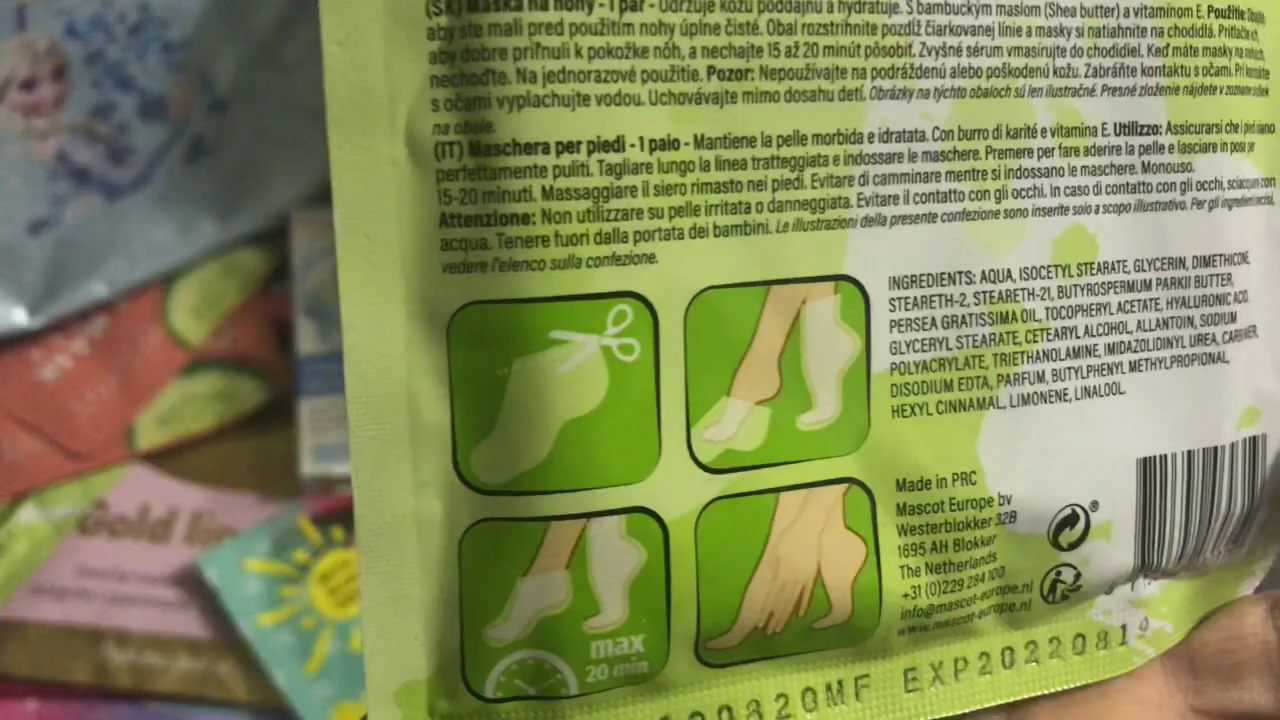 (SK) Maska na nohy - 1 pár - Udržuje kožu poddajnú a hydratuje. S bambuckým maslom (Shea butter) a vitamínom E. Použitie:
aby ste mali pred použitím nohy úplne čisté. Obal rozstrihnite pozdĺž čiarkovanej línie a masky si natiahnite na chodidlá. Pritlačte ich,
aby dobre priľnuli k pokožke nôh, a nechajte 15 až 20 minút pôsobiť. Zvyšné sérum vmasírujte do chodidiel. Keď máte masky na nohách,
nechoďte. Na jednorazové použitie. Pozor: Nepoužívajte na podráždenú alebo poškodenú kožu. Zabráňte kontaktu s očami. Pri kontakte
s očami vyplachujte vodou. Uchovávajte mimo dosahu detí. Obrázky na týchto obaloch sú len ilustračné. Presné zloženie nájdete v zozname
na obale.
(IT) Maschera per piedi - 1 paio - Mantiene la pelle morbida e idratata. Con burro di karité e vitamina E. Utilizzo: Assicurarsi che i piedi siano
perfettamente puliti. Tagliare lungo la linea tratteggiata e indossare le maschere. Premere per fare aderire la pelle e lasciare in posa per
15-20 minuti. Massaggiare il siero rimasto nei piedi. Evitare di camminare mentre si indossano le maschere. Monouso.
Attenzione: Non utilizzare su pelle irritata o danneggiata. Evitare il contatto con gli occhi. In caso di contatto con gli occhi, sciacquare con
acqua. Tenere fuori dalla portata dei bambini. Le illustrazioni della presente confezione sono inserite solo a scopo illustrativo. Per gli ingredienti precisi,
vedere l'elenco sulla confezione.
INGREDIENTS: AQUA, ISOCETYL STEARATE, GLYCERIN, DIMETHICONE,
STEARETH-2, STEARETH-21, BUTYROSPERMUM PARKII BUTTER,
PERSEA GRATISSIMA OIL, TOCOPHERYL ACETATE, HYALURONIC ACID,
GLYCERYL STEARATE, CETEARYL ALCOHOL, ALLANTOIN, SODIUM
POLYACRYLATE, TRIETHANOLAMINE, IMIDAZOLIDINYL UREA, CARBOMER,
DISODIUM EDTA, PARFUM, BUTYLPHENYL METHYLPROPIONAL,
HEXYL CINNAMAL, LIMONENE, LINALOOL.
max
20 min
Made in PRC
Mascot Europe bv
Westerblokker 32B
1695 AH Blokker
The Netherlands
+31 (0)229 284 100
info@mascot-europe.nl
www.mascot-europe.nl
0820MF EXP20220819
Gold